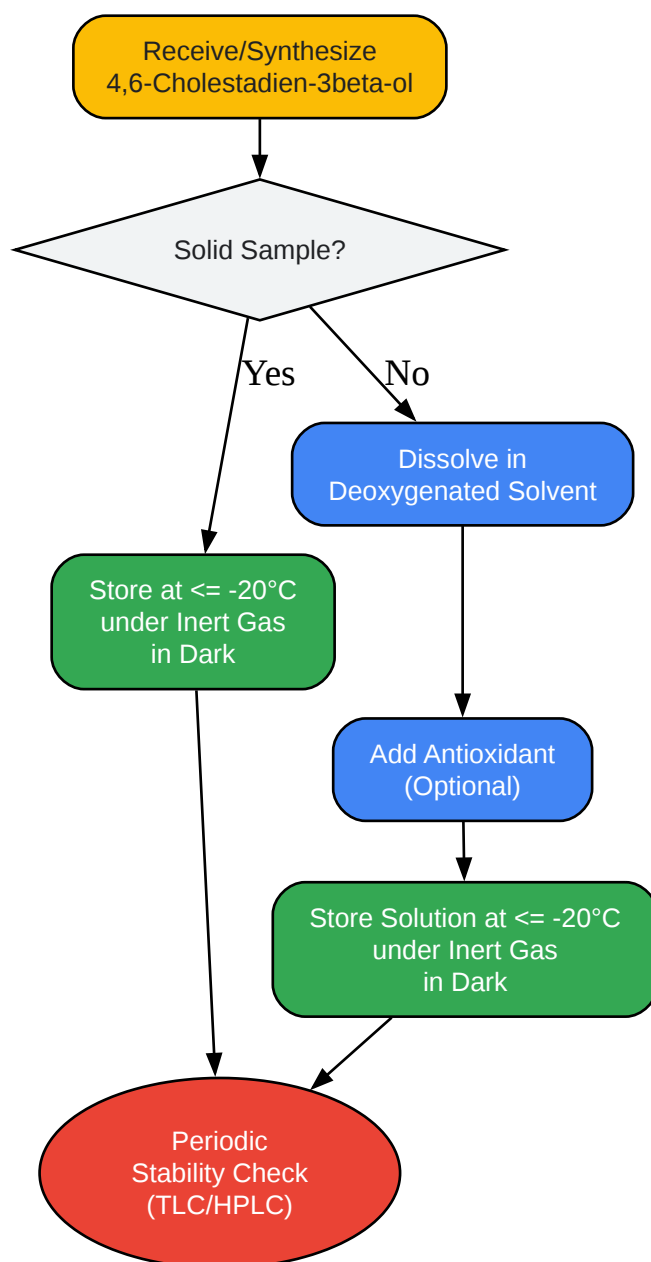 Receive/Synthesize
4,6-Cholestadien-3beta-ol
Solid Sample?
Yes
No
Dissolve in
Deoxygenated Solvent
Store at <= -20°C
under Inert Gas
in Dark
Add Antioxidant
(Optional)
Store Solution at <= -20°C
under Inert Gas
in Dark
Periodic
Stability Check
(TLC/HPLC)